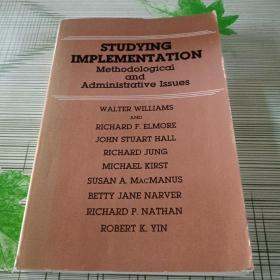 STUDYING
IMPLEMENTATION
Methodological
and
Administrative Issues
WALTER WILLIAMS
AND
RICHARD F. ELMORE
JOHN STUART HALL
RICHARD JUNG
MICHAEL KIRST
SUSAN A. MACMANUS
BETTY JANE NARVER
RICHARD P. NATHAN
ROBERT K. YIN